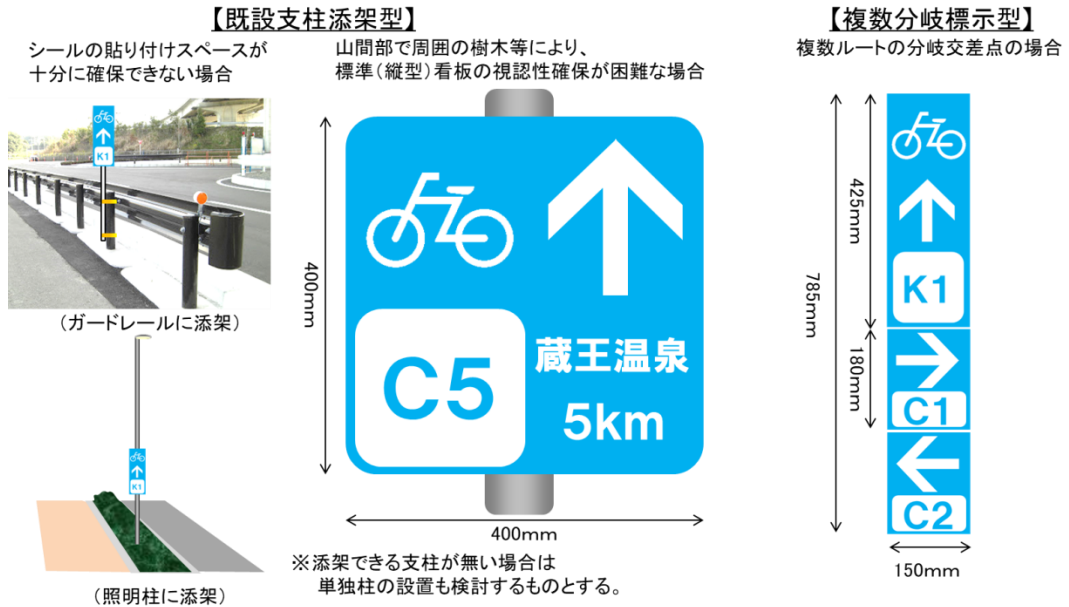 【既設支柱添架型】
シールの貼り付けスペースが
十分に確保できない場合
K1
(ガードレールに添架)
K1
(照明柱に添架)
山間部で周囲の樹木等により、
標準(縦型)看板の視認性確保が困難な場合
400mm
C5
蔵王温泉
5km
400mm
※添架できる支柱が無い場合は
単独柱の設置も検討するものとする。
【複数分岐標示型】
複数ルートの分岐交差点の場合
785mm
425mm
K1
180mm
C1
C2
150mm